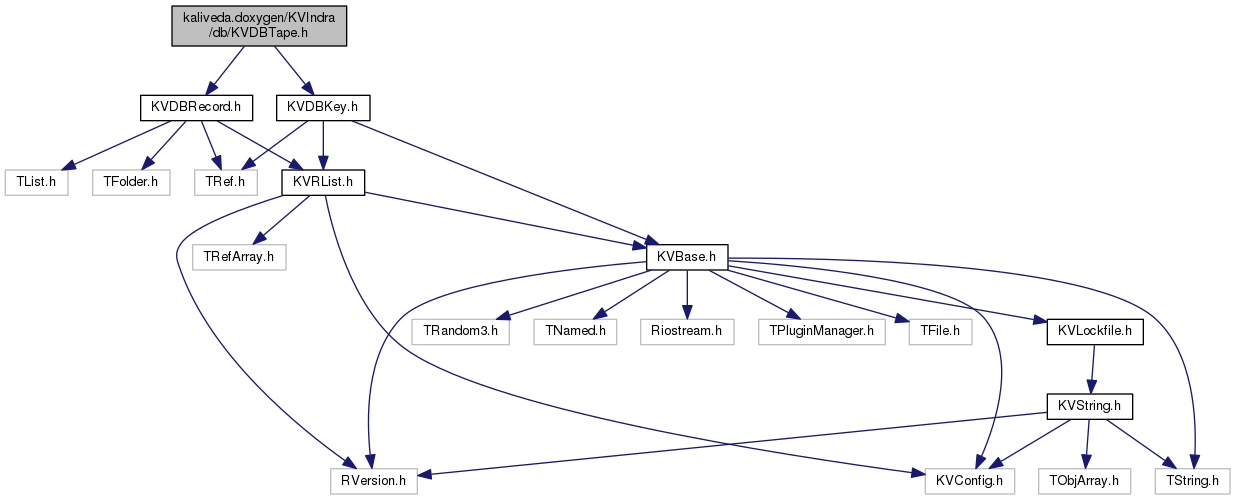 kaliveda.doxygen/KVIndra
/db/KVDBTape.h
KVDBRecord.h
KVDBKey.h
TList.h
TFolder.h
TRef.h
KVRList.h
TRefArray.h
KVBase.h
TRandom3.h
TNamed.h
Riostream.h
TPluginManager.h
TFile.h
KVLockfile.h
KVString.h
RVersion.h
KVConfig.h
TObjArray.h
TString.h